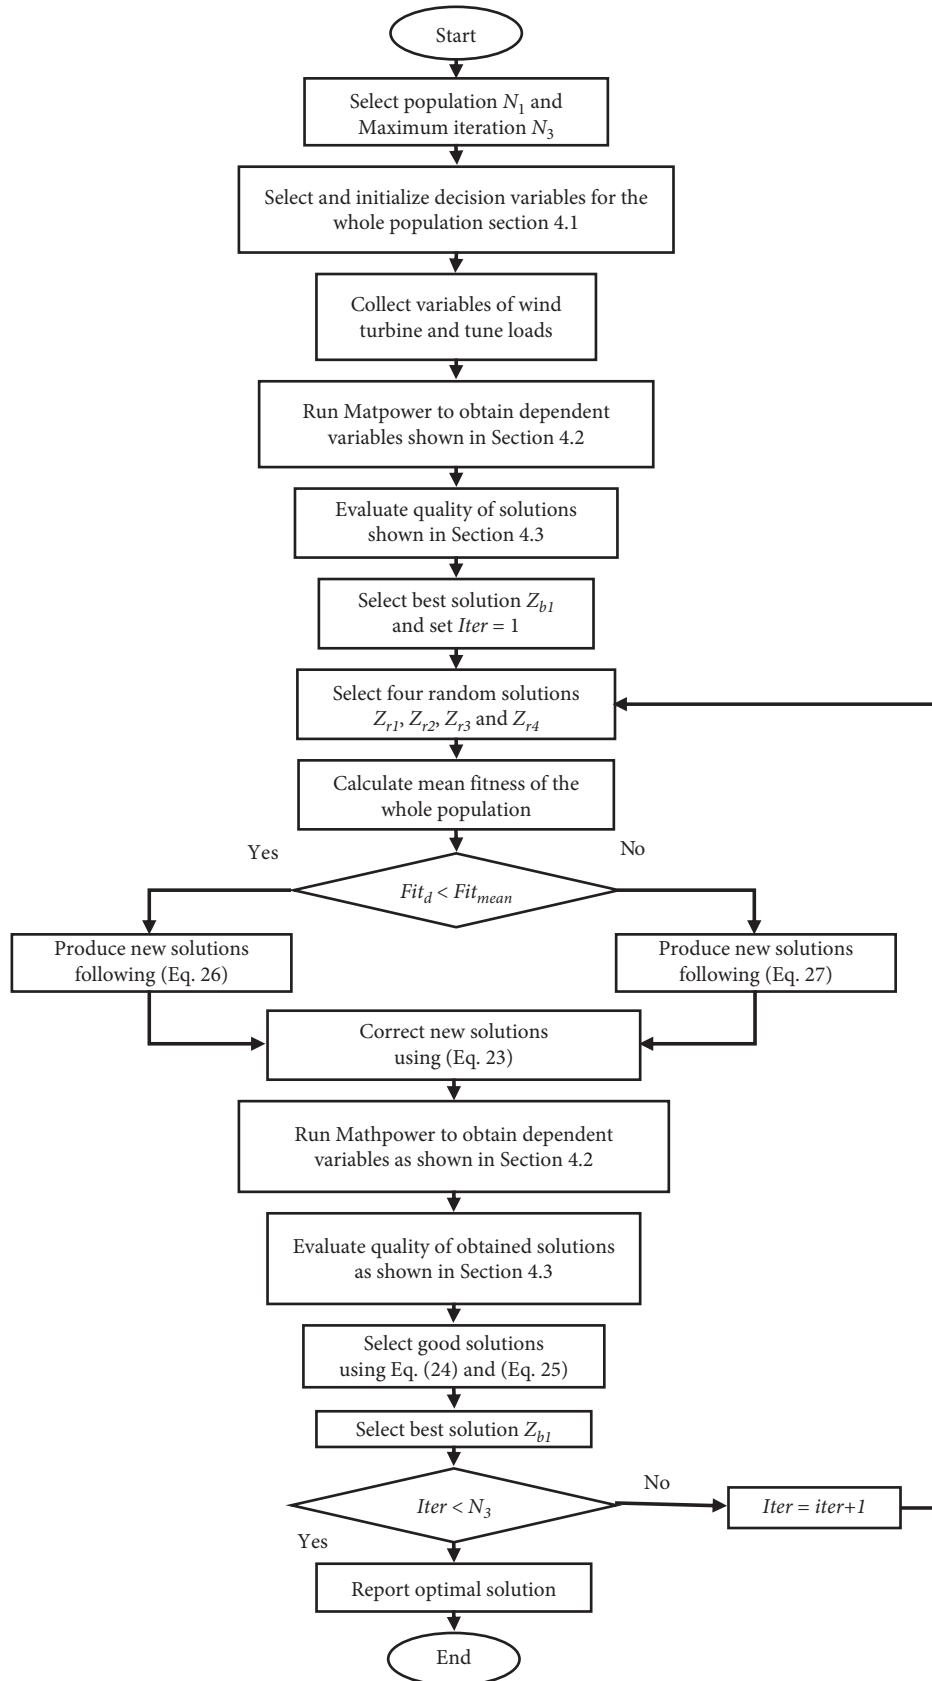 Start
Select population N1 and
Maximum iteration N3
Select and initialize decision variables for the
whole population section 4.1
Collect variables of wind
turbine and tune loads
Run Matpower to obtain dependent
variables shown in Section 4.2
Evaluate quality of solutions
shown in Section 4.3
Select best solution Zb1
and set Iter = 1
Select four random solutions
Zr1, Zr2, Zr3 and Zr4
Calculate mean fitness of the
whole population
Yes
No
Fitd < Fitmean
Produce new solutions
following (Eq. 26)
Produce new solutions
following (Eq. 27)
Correct new solutions
using (Eq. 23)
Run Mathpower to obtain dependent
variables as shown in Section 4.2
Evaluate quality of obtained solutions
as shown in Section 4.3
Select good solutions
using Eq. (24) and (Eq. 25)
Select best solution Zb1
Iter < N3
No
Iter = iter+1
Yes
Report optimal solution
End